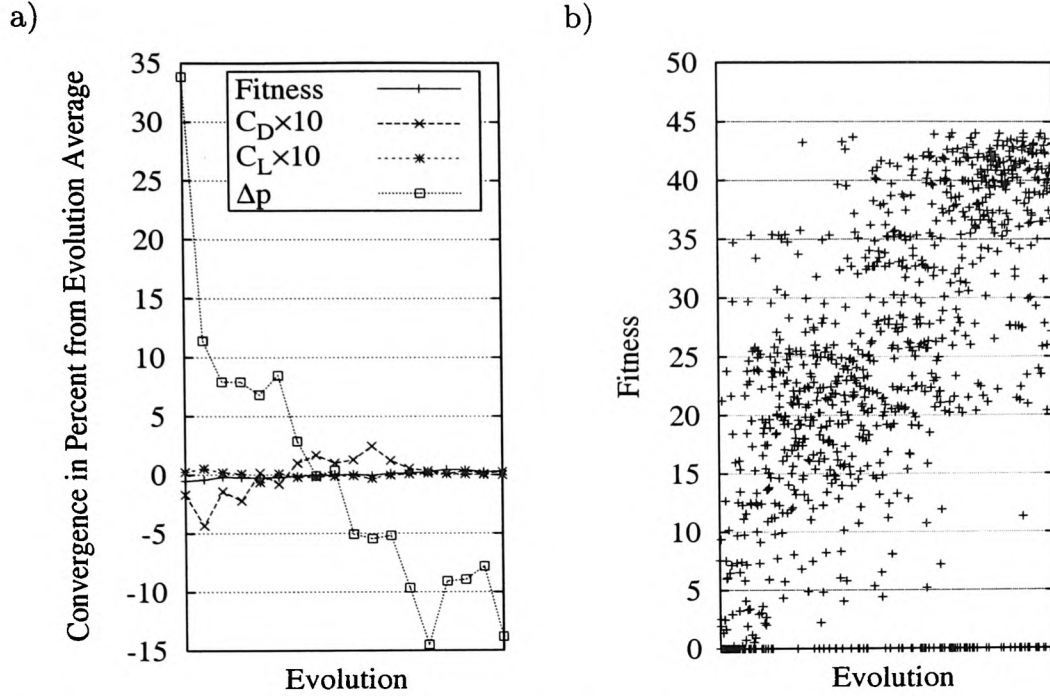 a)
Convergence in Percent from Evolution Average
35
30
25
20
15
10
5
0
-5
-10
-15
Fitness
C_D×10
C_L×10
Δp
Evolution
b)
Fitness
50
45
40
35
30
25
20
15
10
5
0
Evolution